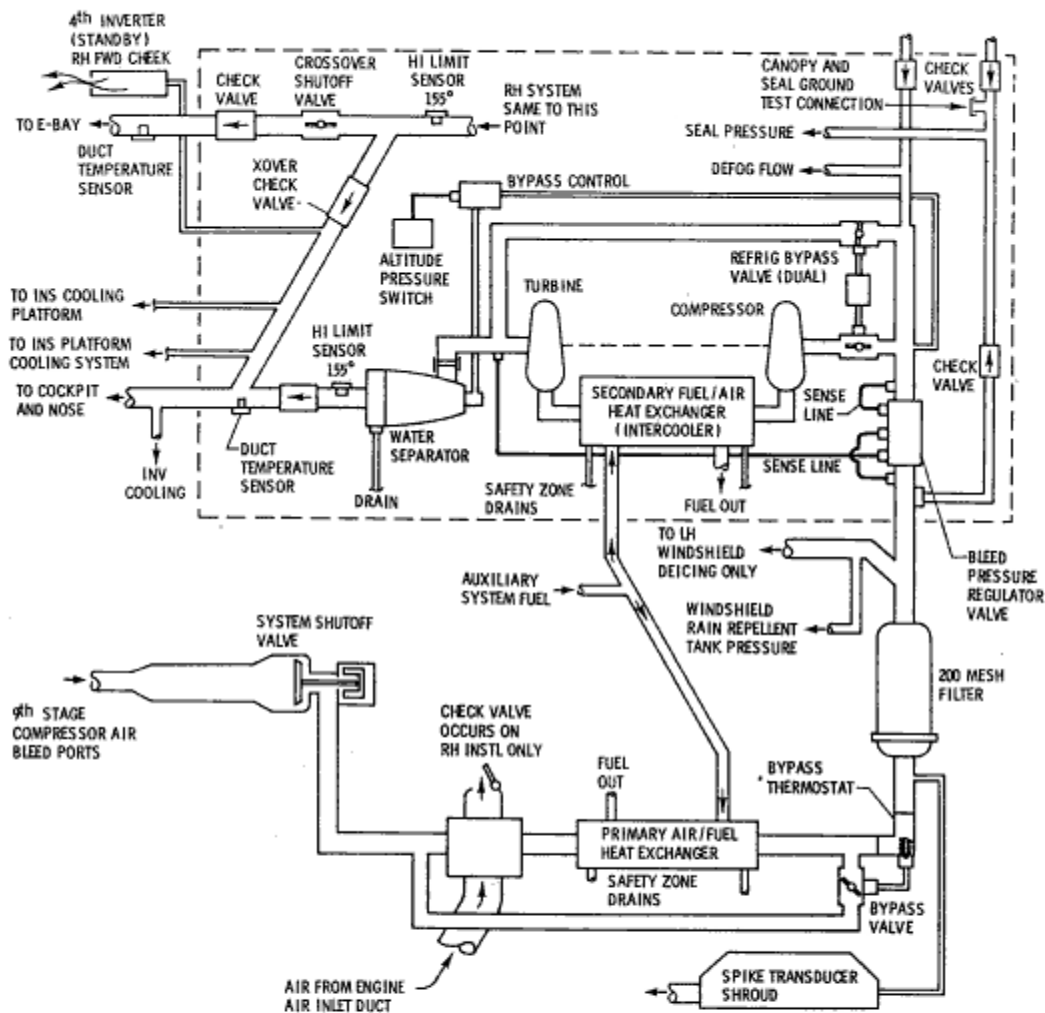 4th INVERTER
(STANDBY)
RH FWD CHEEK
CHECK
VALVE
CROSSOVER
SHUTOFF
VALVE
HI LIMIT
SENSOR
155°
RH SYSTEM
SAME TO THIS
POINT
CANOPY AND
SEAL GROUND
TEST CONNECTION
CHECK
VALVES
TO E-BAY
DUCT
TEMPERATURE
SENSOR
SEAL PRESSURE
DEFOG FLOW
XOVER
CHECK
VALVE
BYPASS CONTROL
ALTITUDE
PRESSURE
SWITCH
REFRIG BYPASS
VALVE (DUAL)
TURBINE
COMPRESSOR
TO INS COOLING
PLATFORM
TO INS PLATFORM
COOLING SYSTEM
TO COCKPIT
AND NOSE
HI LIMIT
SENSOR
155°
CHECK
VALVE
SENSE
LINE
SECONDARY FUEL/AIR
HEAT EXCHANGER
(INTERCOOLER)
WATER
SEPARATOR
DUCT
TEMPERATURE
SENSOR
INV
COOLING
DRAIN
SAFETY ZONE
DRAINS
FUEL OUT
SENSE LINE
TO LH
WINDSHIELD
DEICING ONLY
BLEED
PRESSURE
REGULATOR
VALVE
AUXILIARY
SYSTEM FUEL
WINDSHIELD
RAIN REPELLENT
TANK PRESSURE
SYSTEM SHUTOFF
VALVE
200 MESH
FILTER
9th STAGE
COMPRESSOR AIR
BLEED PORTS
CHECK VALVE
OCCURS ON
RH INSTL ONLY
FUEL
OUT
BYPASS
THERMOSTAT
PRIMARY AIR/FUEL
HEAT EXCHANGER
SAFETY ZONE
DRAINS
BYPASS
VALVE
AIR FROM ENGINE
AIR INLET DUCT
SPIKE TRANSDUCER
SHROUD